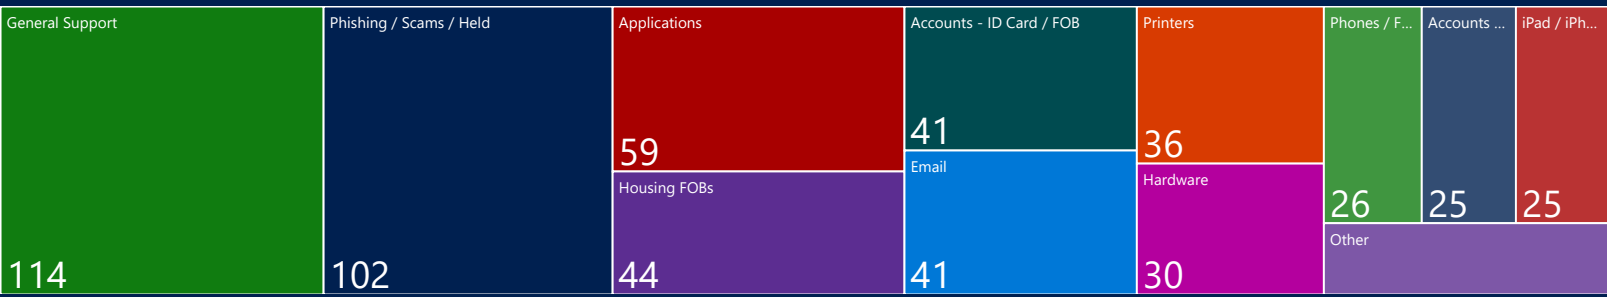 General Support
114
Phishing / Scams / Held
102
Applications
59
Housing FOBs
44
Accounts - ID Card / FOB
41
Email
41
Printers
36
Hardware
30
Phones / F...
26
Accounts ...
25
iPad / iPh...
25
Other